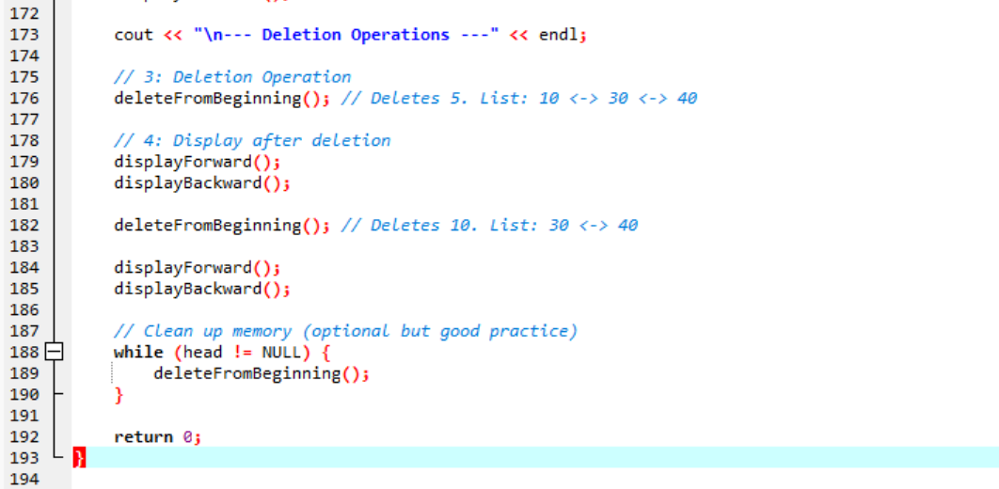 172
173 cout << "\n--- Deletion Operations ---" << endl;
174
175 // 3: Deletion Operation
176 deleteFromBeginning(); // Deletes 5. List: 10 <-> 30 <-> 40
177
178 // 4: Display after deletion
179 displayForward();
180 displayBackward();
181
182 deleteFromBeginning(); // Deletes 10. List: 30 <-> 40
183
184 displayForward();
185 displayBackward();
186
187 // Clean up memory (optional but good practice)
188 while (head != NULL) {
189 deleteFromBeginning();
190 }
191
192 return 0;
193 }
194